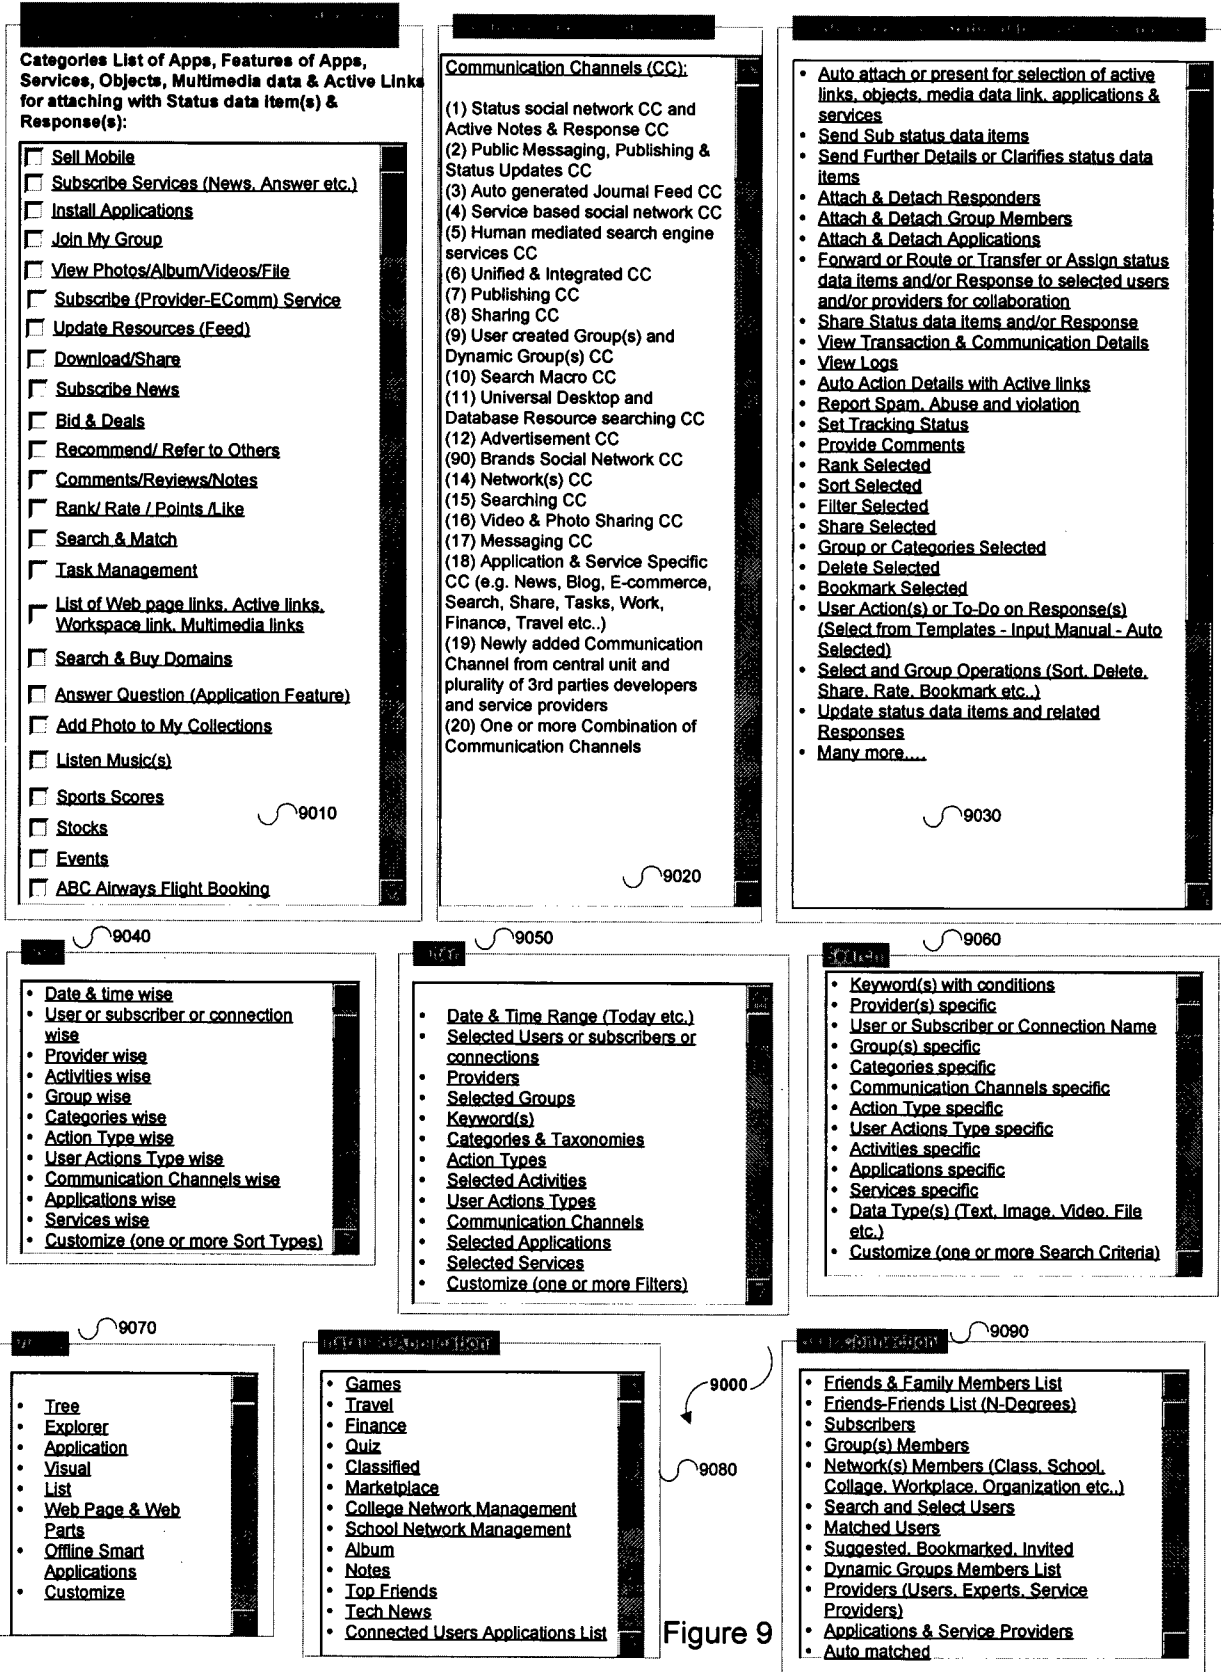 Categories List of Apps, Features of Apps,
Services, Objects, Multimedia data & Active Links
for attaching with Status data item(s) &
Response(s):
Sell Mobile
Subscribe Services (News, Answer etc.)
Install Applications
Join My Group
View Photos/Album/Videos/File
Subscribe (Provider-EComm) Service
Update Resources (Feed)
Download/Share
Subscribe News
Bid & Deals
Recommend/ Refer to Others
Comments/Reviews/Notes
Rank/ Rate / Points /Like
Search & Match
Task Management
List of Web page links, Active links,
Workspace link, Multimedia links
Search & Buy Domains
Answer Question (Application Feature)
Add Photo to My Collections
Listen Music(s)
Sports Scores
Stocks
Events
ABC Airways Flight Booking
9010
Communication Channels (CC):
(1) Status social network CC and
Active Notes & Response CC
(2) Public Messaging, Publishing &
Status Updates CC
(3) Auto generated Journal Feed CC
(4) Service based social network CC
(5) Human mediated search engine
services CC
(6) Unified & Integrated CC
(7) Publishing CC
(8) Sharing CC
(9) User created Group(s) and
Dynamic Group(s) CC
(10) Search Macro CC
(11) Universal Desktop and
Database Resource searching CC
(12) Advertisement CC
(90) Brands Social Network CC
(14) Network(s) CC
(15) Searching CC
(16) Video & Photo Sharing CC
(17) Messaging CC
(18) Application & Service Specific
CC (e.g. News, Blog, E-commerce,
Search, Share, Tasks, Work,
Finance, Travel etc..)
(19) Newly added Communication
Channel from central unit and
plurality of 3rd parties developers
and service providers
(20) One or more Combination of
Communication Channels
9020
• Auto attach or present for selection of active
links, objects, media data link, applications &
services
• Send Sub status data items
• Send Further Details or Clarifies status data
items
• Attach & Detach Responders
• Attach & Detach Group Members
• Attach & Detach Applications
• Forward or Route or Transfer or Assign status
data items and/or Response to selected users
and/or providers for collaboration
• Share Status data items and/or Response
• View Transaction & Communication Details
• View Logs
• Auto Action Details with Active links
• Report Spam, Abuse and violation
• Set Tracking Status
• Provide Comments
• Rank Selected
• Sort Selected
• Filter Selected
• Share Selected
• Group or Categories Selected
• Delete Selected
• Bookmark Selected
• User Action(s) or To-Do on Response(s)
(Select from Templates - Input Manual - Auto
Selected)
• Select and Group Operations (Sort, Delete,
Share, Rate, Bookmark etc..)
• Update status data items and related
Responses
• Many more....
9030
9040
• Date & time wise
• User or subscriber or connection
wise
• Provider wise
• Activities wise
• Group wise
• Categories wise
• Action Type wise
• User Actions Type wise
• Communication Channels wise
• Applications wise
• Services wise
• Customize (one or more Sort Types)
9050
• Date & Time Range (Today etc.)
• Selected Users or subscribers or
connections
• Providers
• Selected Groups
• Keyword(s)
• Categories & Taxonomies
• Action Types
• Selected Activities
• User Actions Types
• Communication Channels
• Selected Applications
• Selected Services
• Customize (one or more Filters)
9060
Search
• Keyword(s) with conditions
• Provider(s) specific
• User or Subscriber or Connection Name
• Group(s) specific
• Categories specific
• Communication Channels specific
• Action Type specific
• User Actions Type specific
• Activities specific
• Applications specific
• Services specific
• Data Type(s) (Text, Image, Video, File
etc.)
• Customize (one or more Search Criteria)
9070
• Tree
• Explorer
• Application
• Visual
• List
• Web Page & Web
Parts
• Offline Smart
Applications
• Customize
• Games
• Travel
• Finance
• Quiz
• Classified
• Marketplace
• College Network Management
• School Network Management
• Album
• Notes
• Top Friends
• Tech News
• Connected Users Applications List
9000
9080
Figure 9
9090
• Friends & Family Members List
• Friends-Friends List (N-Degrees)
• Subscribers
• Group(s) Members
• Network(s) Members (Class, School,
Collage, Workplace, Organization etc..)
• Search and Select Users
• Matched Users
• Suggested, Bookmarked, Invited
• Dynamic Groups Members List
• Providers (Users, Experts, Service
Providers)
• Applications & Service Providers
• Auto matched